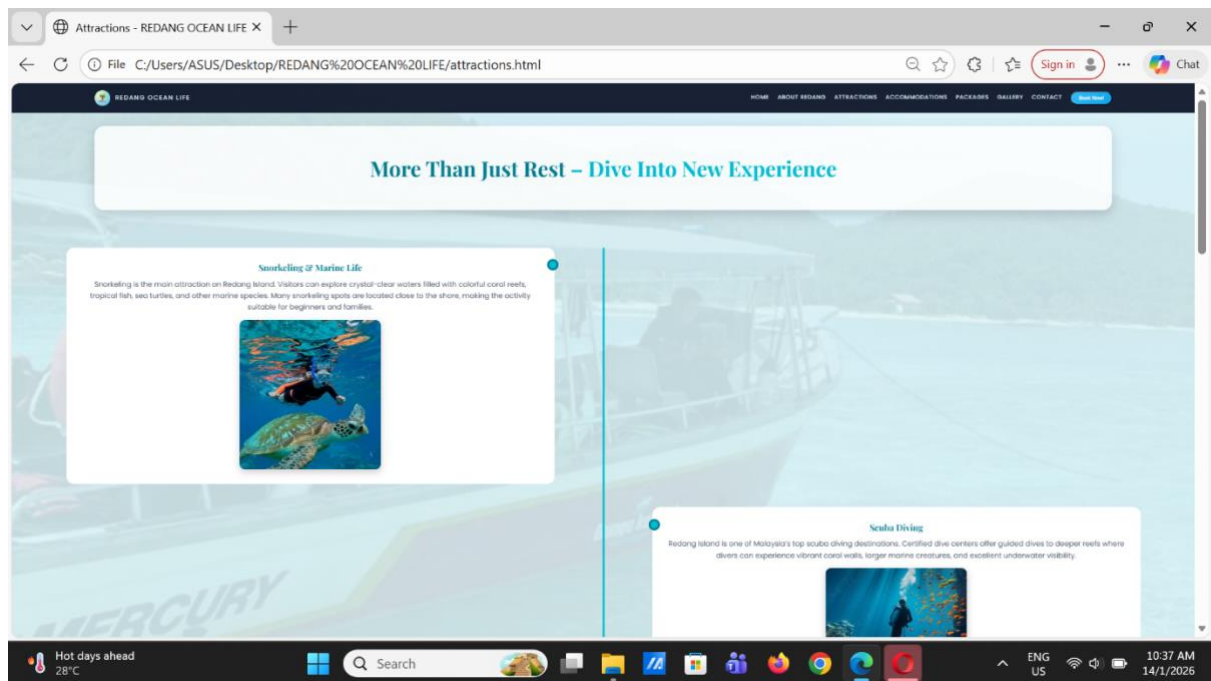 Attractions - REDANG OCEAN LIFE
File C:/Users/ASUS/Desktop/REDANG%20OCEAN%20LIFE/attractions.html
Sign in
Chat
REDANG OCEAN LIFE
HOME ABOUT REDANG ATTRACTIONS ACCOMMODATIONS PACKAGES GALLERY CONTACT Book Now!
More Than Just Rest – Dive Into New Experience
Snorkeling & Marine Life
Snorkeling is the main attraction on Redang Island. Visitors can explore crystal-clear waters filled with colorful coral reefs,
tropical fish, sea turtles, and other marine species. Many snorkeling spots are located close to the shore, making the activity
suitable for beginners and families.
Scuba Diving
Redang Island is one of Malaysia's top scuba diving destinations. Certified dive centers offer guided dives to deeper reefs where
divers can experience vibrant coral walls, larger marine creatures, and excellent underwater visibility.
MERCURY
Hot days ahead
28°C
Search
ENG
US
10:37 AM
14/1/2026